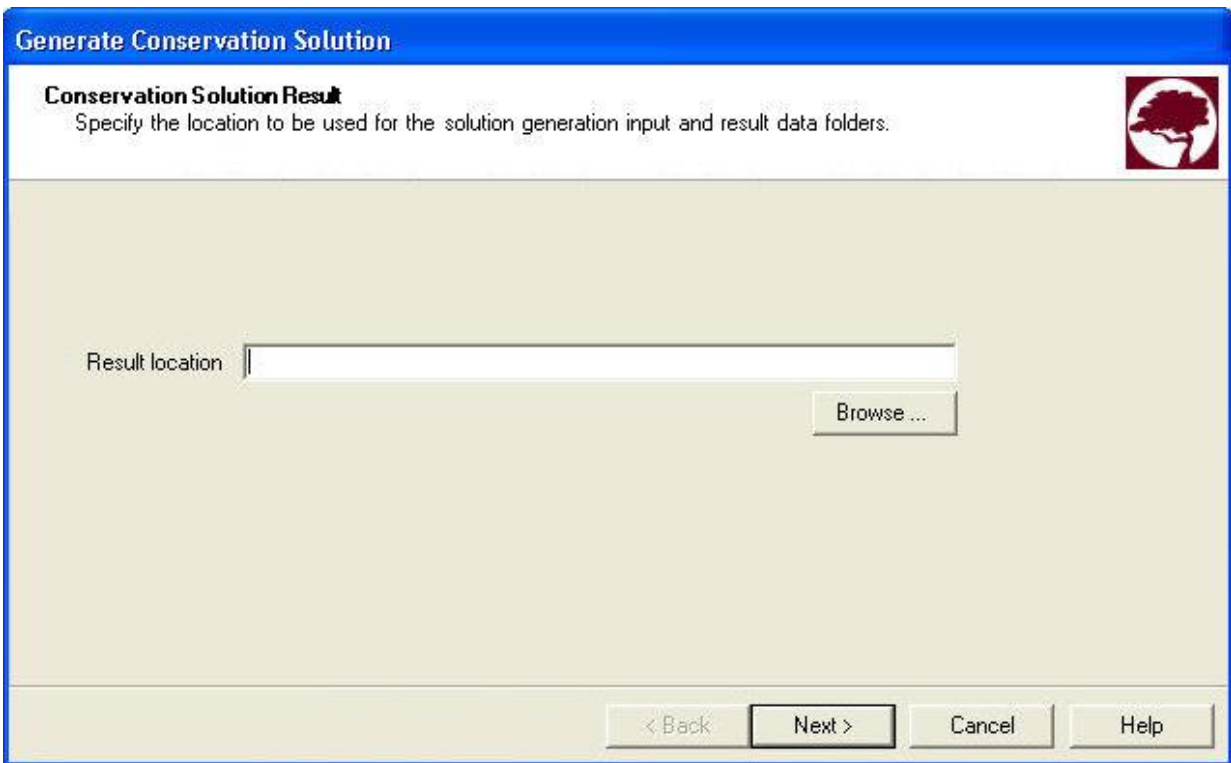 Generate Conservation Solution
Conservation Solution Result
Specify the location to be used for the solution generation input and result data folders.
Result location
Browse ...
< Back Next > Cancel Help